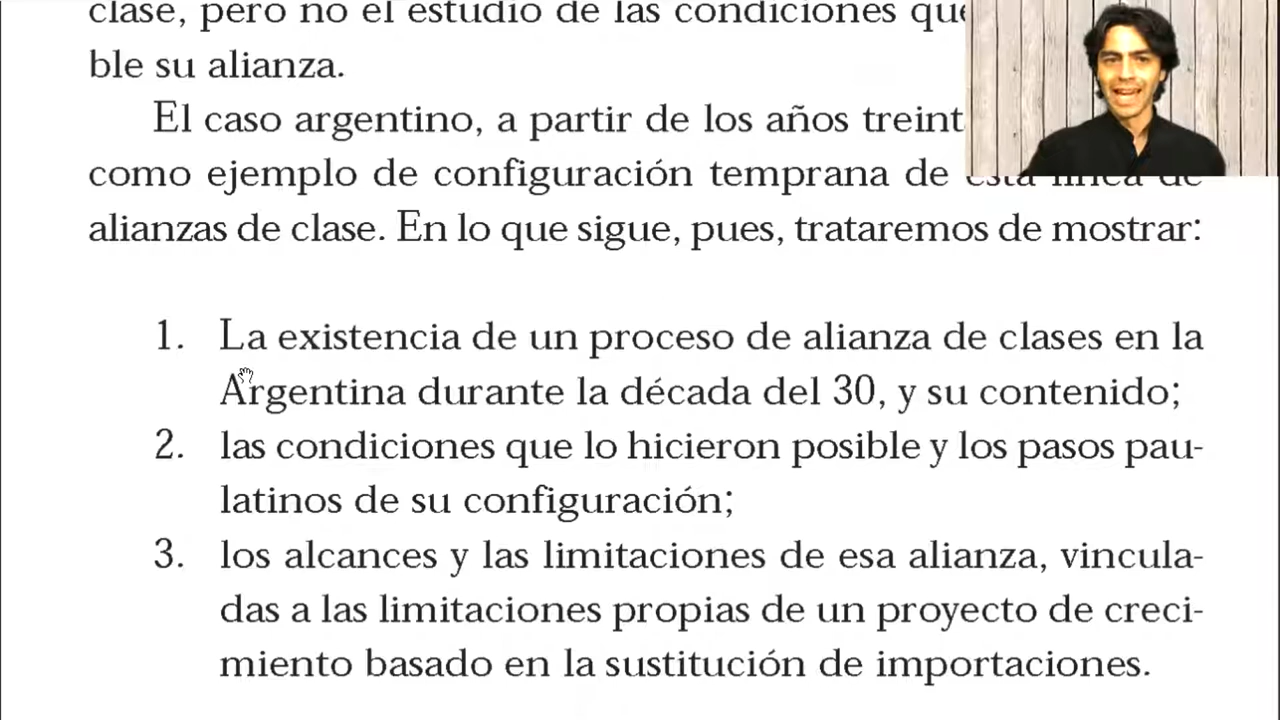 clase, pero no el estudio de las condiciones que
ble su alianza.
El caso argentino, a partir de los años treint
como ejemplo de configuración temprana de esta línea de
alianzas de clase. En lo que sigue, pues, trataremos de mostrar:
1. La existencia de un proceso de alianza de clases en la
Argentina durante la década del 30, y su contenido;
2. las condiciones que lo hicieron posible y los pasos pau-
latinos de su configuración;
3. los alcances y las limitaciones de esa alianza, vincula-
das a las limitaciones propias de un proyecto de creci-
miento basado en la sustitución de importaciones.